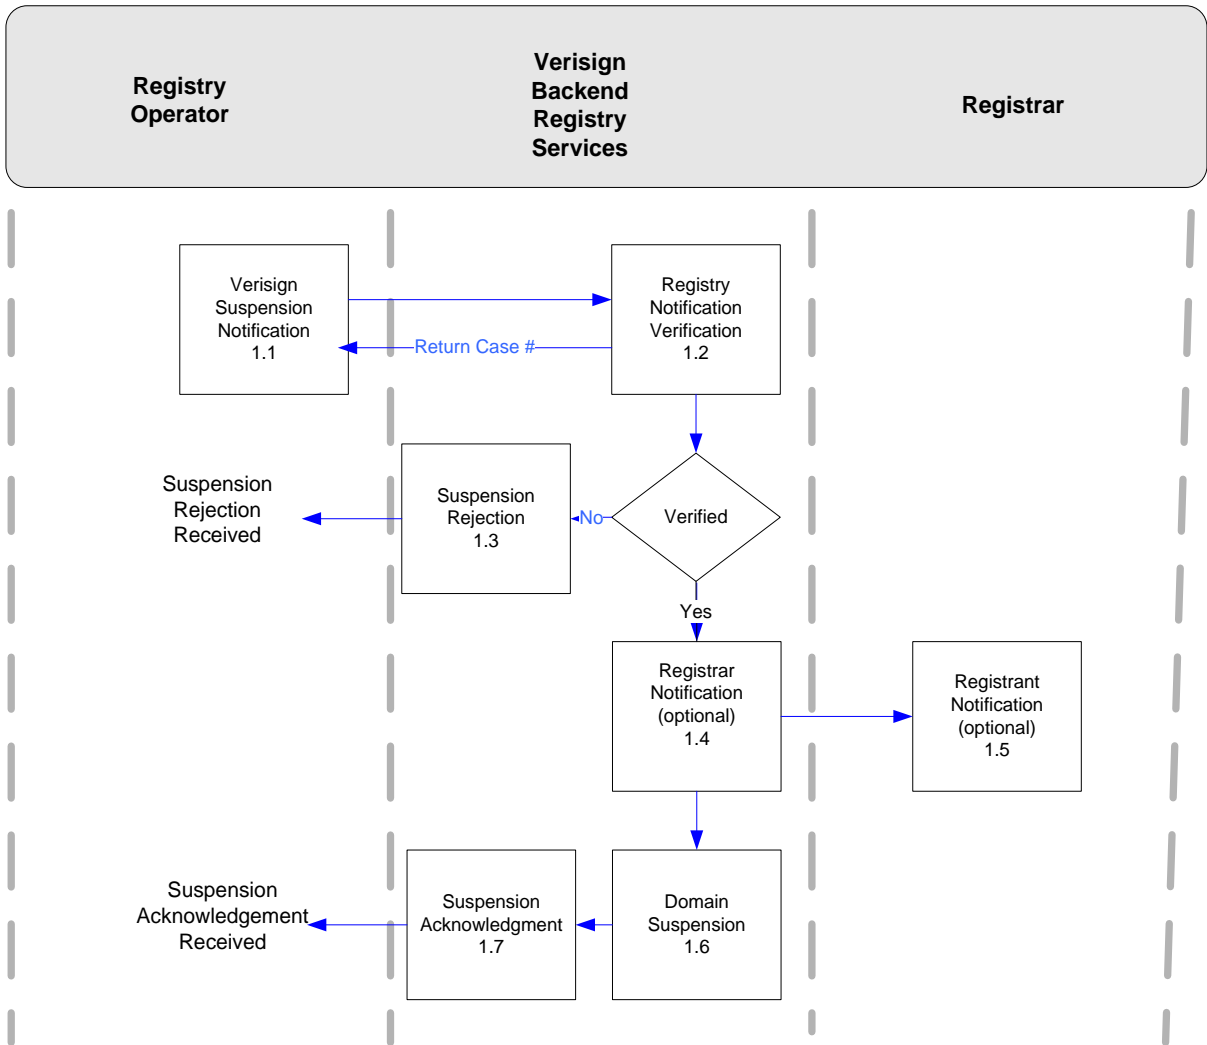 Registry
Operator
Verisign
Backend
Registry
Services
Registrar
Verisign
Suspension
Notification
1.1
Return Case #
Registry
Notification
Verification
1.2
Suspension
Rejection
Received
Suspension
Rejection
1.3
No
Verified
Yes
Registrar
Notification
(optional)
1.4
Registrant
Notification
(optional)
1.5
Suspension
Acknowledgement
Received
Suspension
Acknowledgment
1.7
Domain
Suspension
1.6